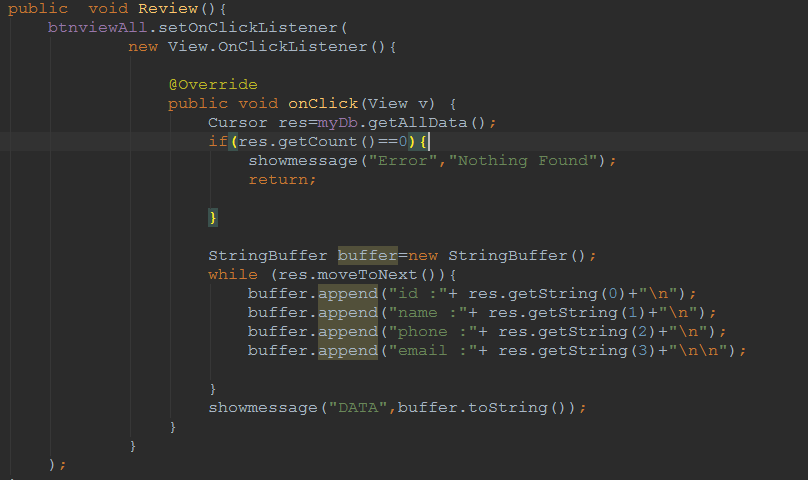 public  void Review(){
    btnviewAll.setOnClickListener(
            new View.OnClickListener(){

                @Override
                public void onClick(View v) {
                    Cursor res=myDb.getAllData();
                    if(res.getCount()==0){
                        showmessage("Error","Nothing Found");
                        return;

                    }

                    StringBuffer buffer=new StringBuffer();
                    while (res.moveToNext()){
                        buffer.append("id :"+ res.getString(0)+"\n");
                        buffer.append("name :"+ res.getString(1)+"\n");
                        buffer.append("phone :"+ res.getString(2)+"\n");
                        buffer.append("email :"+ res.getString(3)+"\n\n");

                    }
                    showmessage("DATA",buffer.toString());
                }
            }
    );